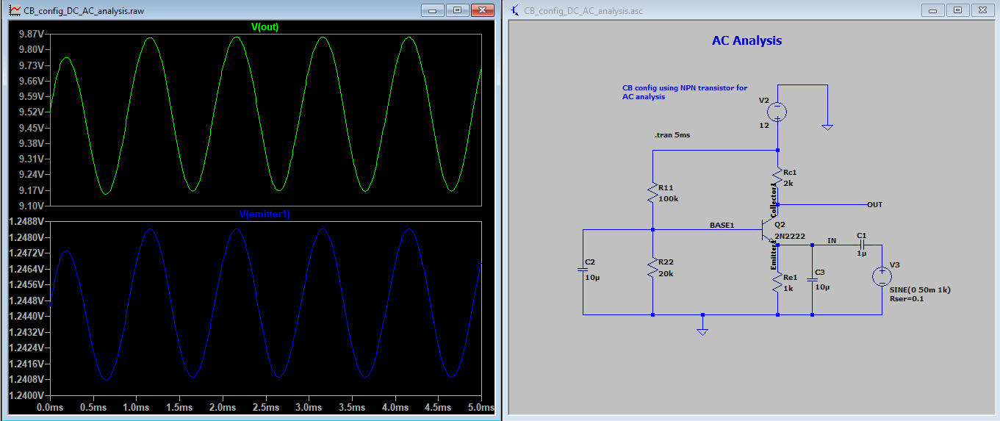 CB_config_DC_AC_analysis.raw
V(out)
9.87V
9.80V
9.73V
9.66V
9.59V
9.52V
9.45V
9.38V
9.31V
9.24V
9.17V
9.10V
V(emitter1)
1.2488V
1.2480V
1.2472V
1.2464V
1.2456V
1.2448V
1.2440V
1.2432V
1.2424V
1.2416V
1.2408V
1.2400V
0.0ms 0.5ms 1.0ms 1.5ms 2.0ms 2.5ms 3.0ms 3.5ms 4.0ms 4.5ms 5.0ms
CB_config_DC_AC_analysis.asc
AC Analysis
CB config using NPN transistor for
AC analysis
V2
12
.tran 5ms
Rc1
2k
R11
100k
Collector1
OUT
BASE1
Q2
2N2222
Emitter1
IN
C1
1µ
C2
10µ
R22
20k
Re1
1k
C3
10µ
V3
SINE(0 50m 1k)
Rser=0.1